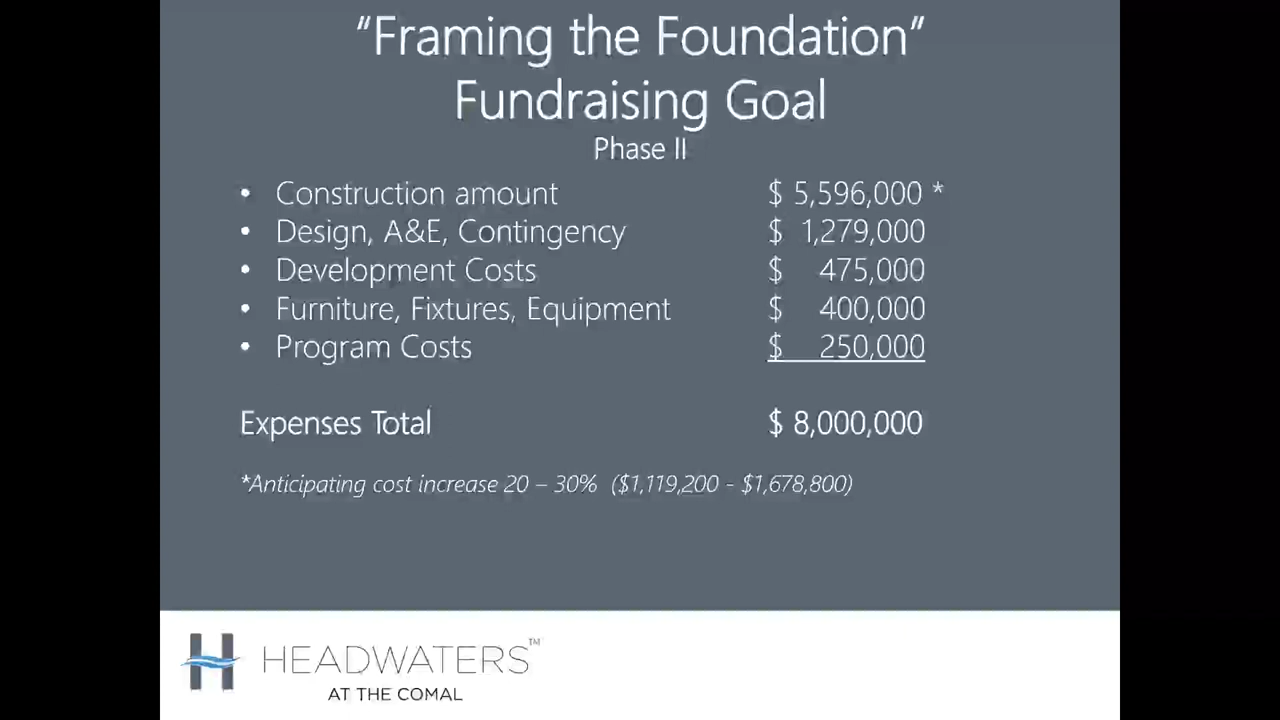 “Framing the Foundation”
Fundraising Goal
Phase II
• Construction amount $ 5,596,000 *
• Design, A&E, Contingency $ 1,279,000
• Development Costs $ 475,000
• Furniture, Fixtures, Equipment $ 400,000
• Program Costs $ 250,000
Expenses Total $ 8,000,000
*Anticipating cost increase 20 – 30% ($1,119,200 - $1,678,800)
H HEADWATERS™
AT THE COMAL